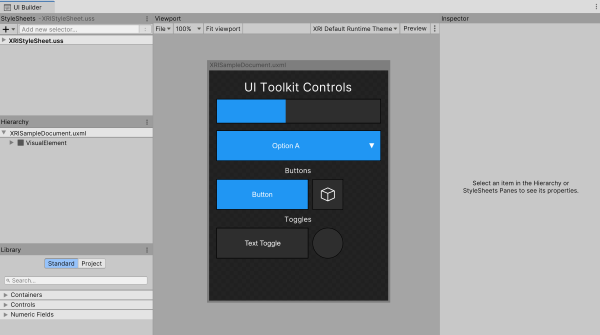 UI Builder
StyleSheets - XRIStyleSheet.uss
Add new selector...
XRIStyleSheet.uss
Hierarchy
XRISampleDocument.uxml
VisualElement
Library
Standard Project
Search...
Containers
Controls
Numeric Fields
Viewport
File 100% Fit viewport XRI Default Runtime Theme Preview
XRISampleDocument.uxml
UI Toolkit Controls
Option A
Buttons
Button
Toggles
Text Toggle
Inspector
Select an item in the Hierarchy or
StyleSheets Panes to see its properties.